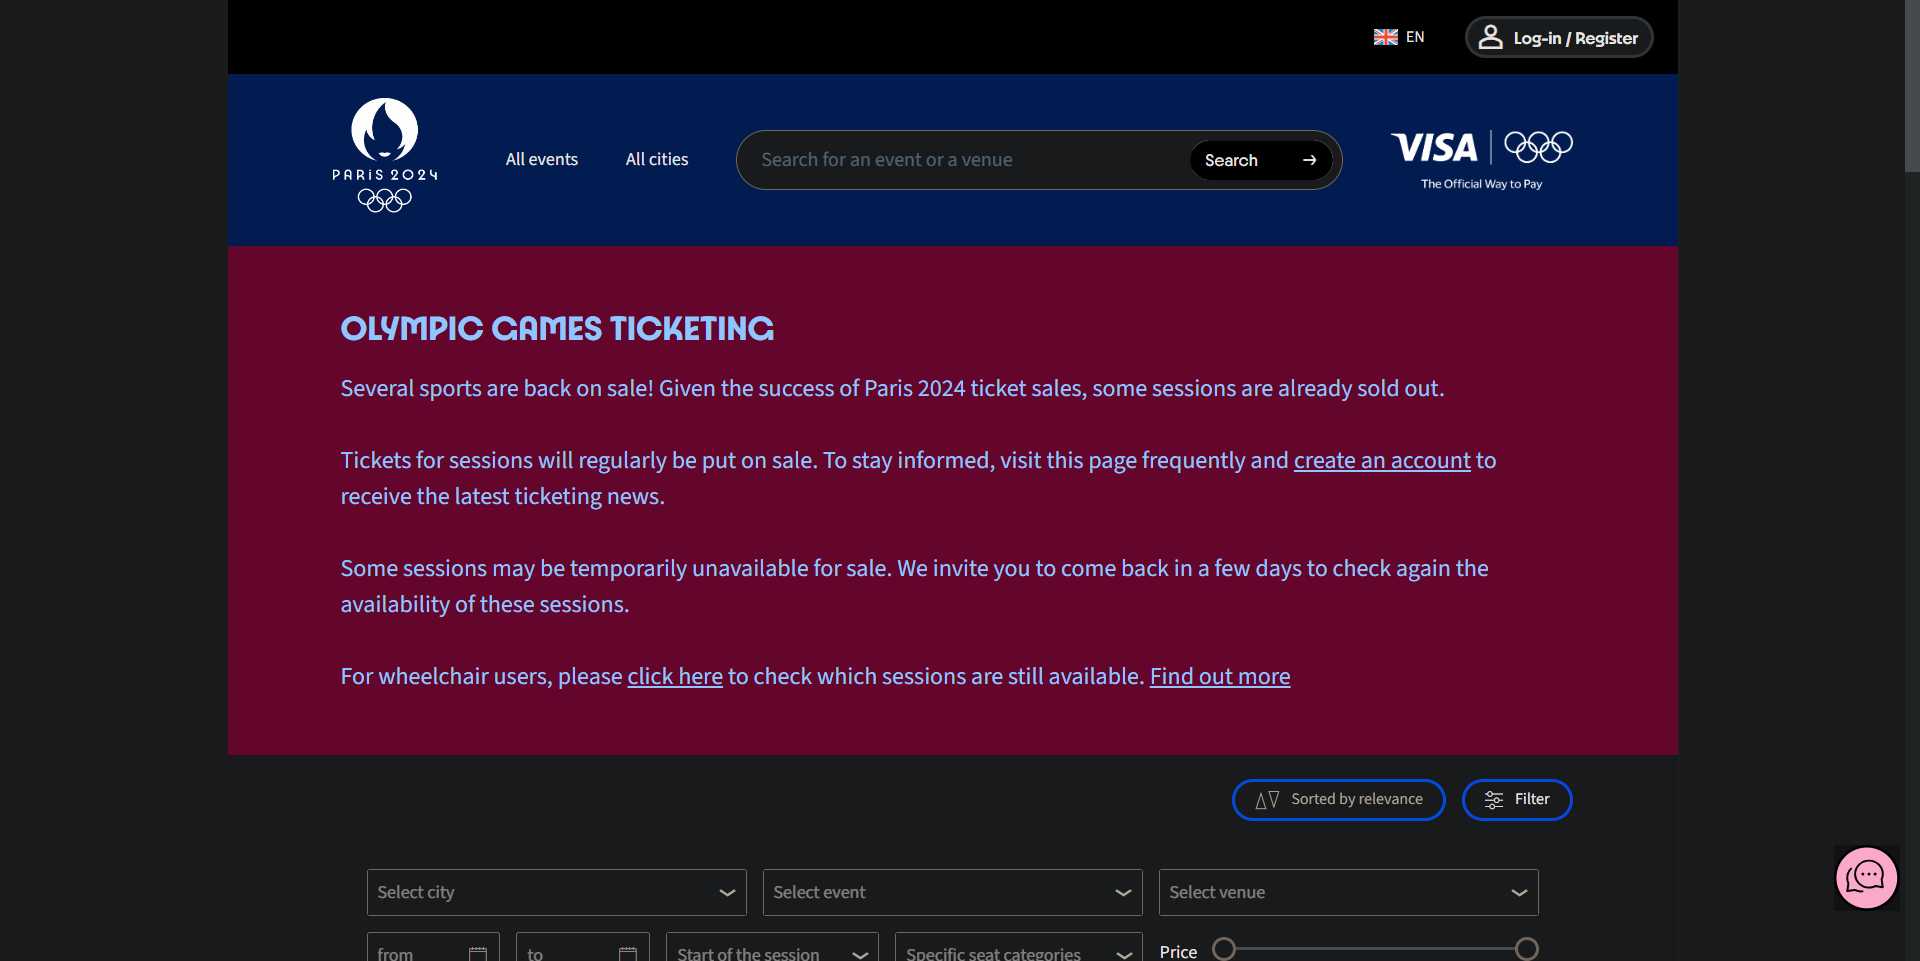 EN
Log-in / Register
PARIS 2024
All events
All cities
Search for an event or a venue
Search
VISA
The Official Way to Pay
OLYMPIC GAMES TICKETING
Several sports are back on sale! Given the success of Paris 2024 ticket sales, some sessions are already sold out.
Tickets for sessions will regularly be put on sale. To stay informed, visit this page frequently and create an account to
receive the latest ticketing news.
Some sessions may be temporarily unavailable for sale. We invite you to come back in a few days to check again the
availability of these sessions.
For wheelchair users, please click here to check which sessions are still available. Find out more
Sorted by relevance
Filter
Select city
Select event
Select venue
from
to
Start of the session
Specific seat categories
Price